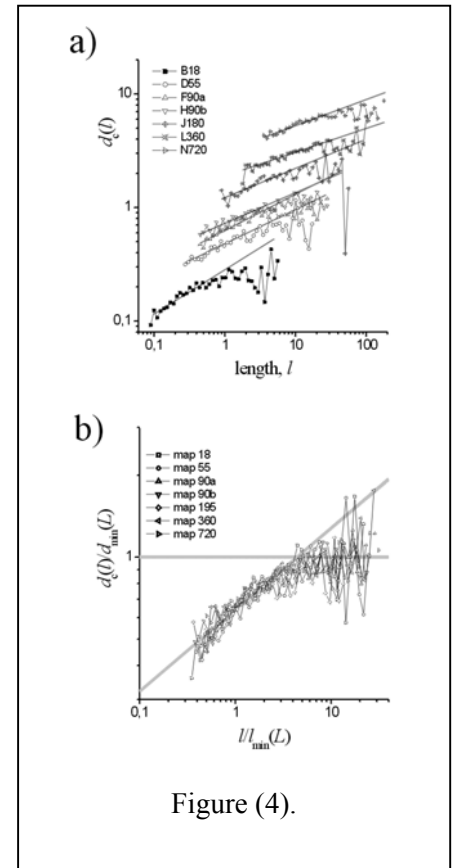 a)
B18
D55
F90a
H90b
J180
L360
N720
10
1
0,1
d_c(l)
0,1
1
10
100
length, l
b)
map 18
map 55
map 90a
map 90b
map 195
map 360
map 720
1
d_c(l)/d_min(L)
0,1
1
10
l/l_min(L)
Figure (4).